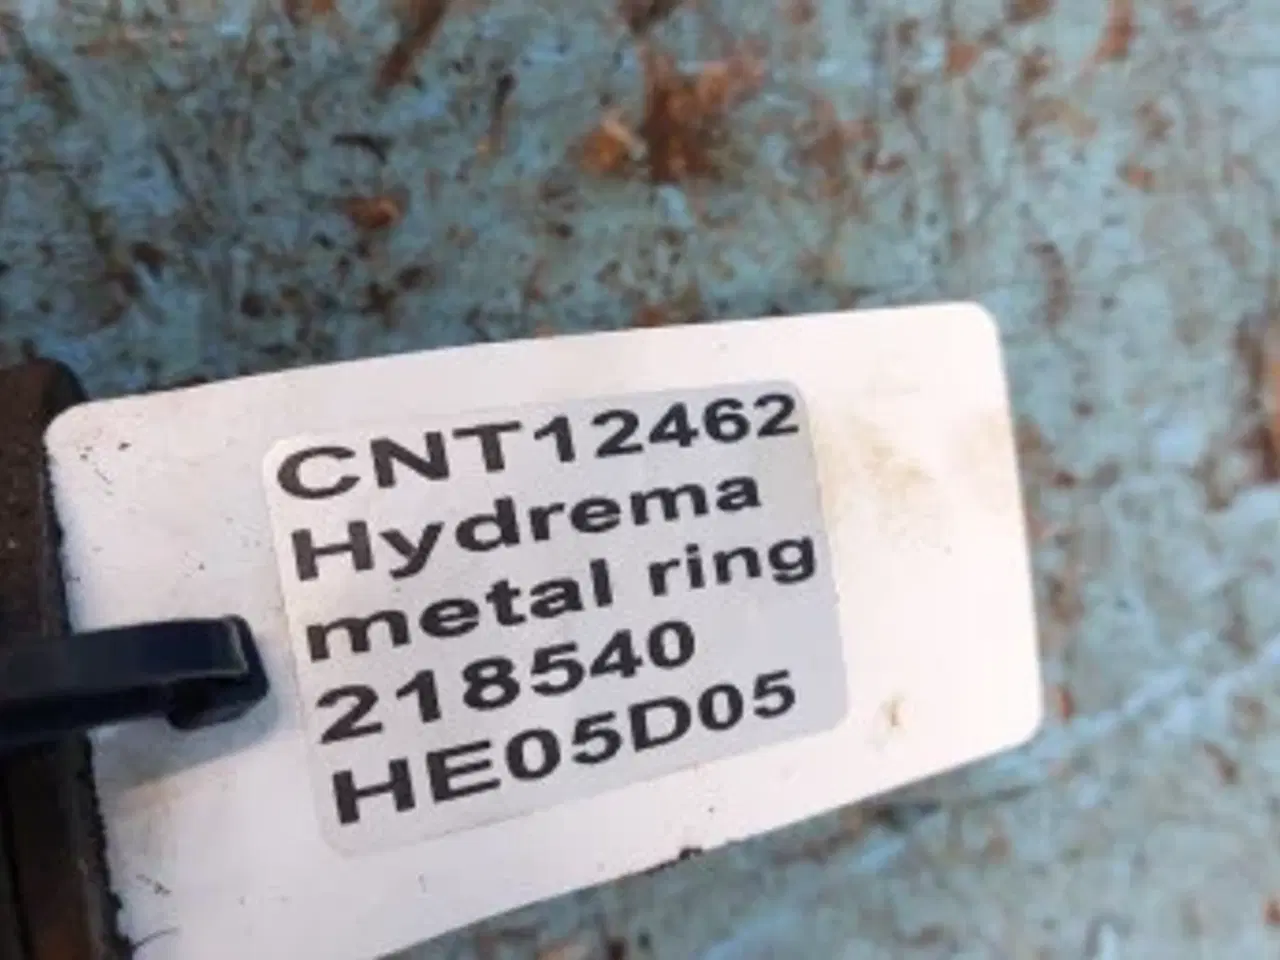 CNT12462
Hydrema
metal ring
218540
HE05D05